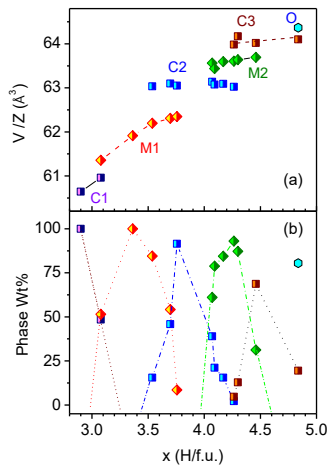 C3
O
64
C2
M2
V/Z (Å³)
63
62
M1
61
C1
(a)
100
(b)
75
Phase Wt%
50
25
0
3.0
3.5
4.0
4.5
5.0
x (H/f.u.)